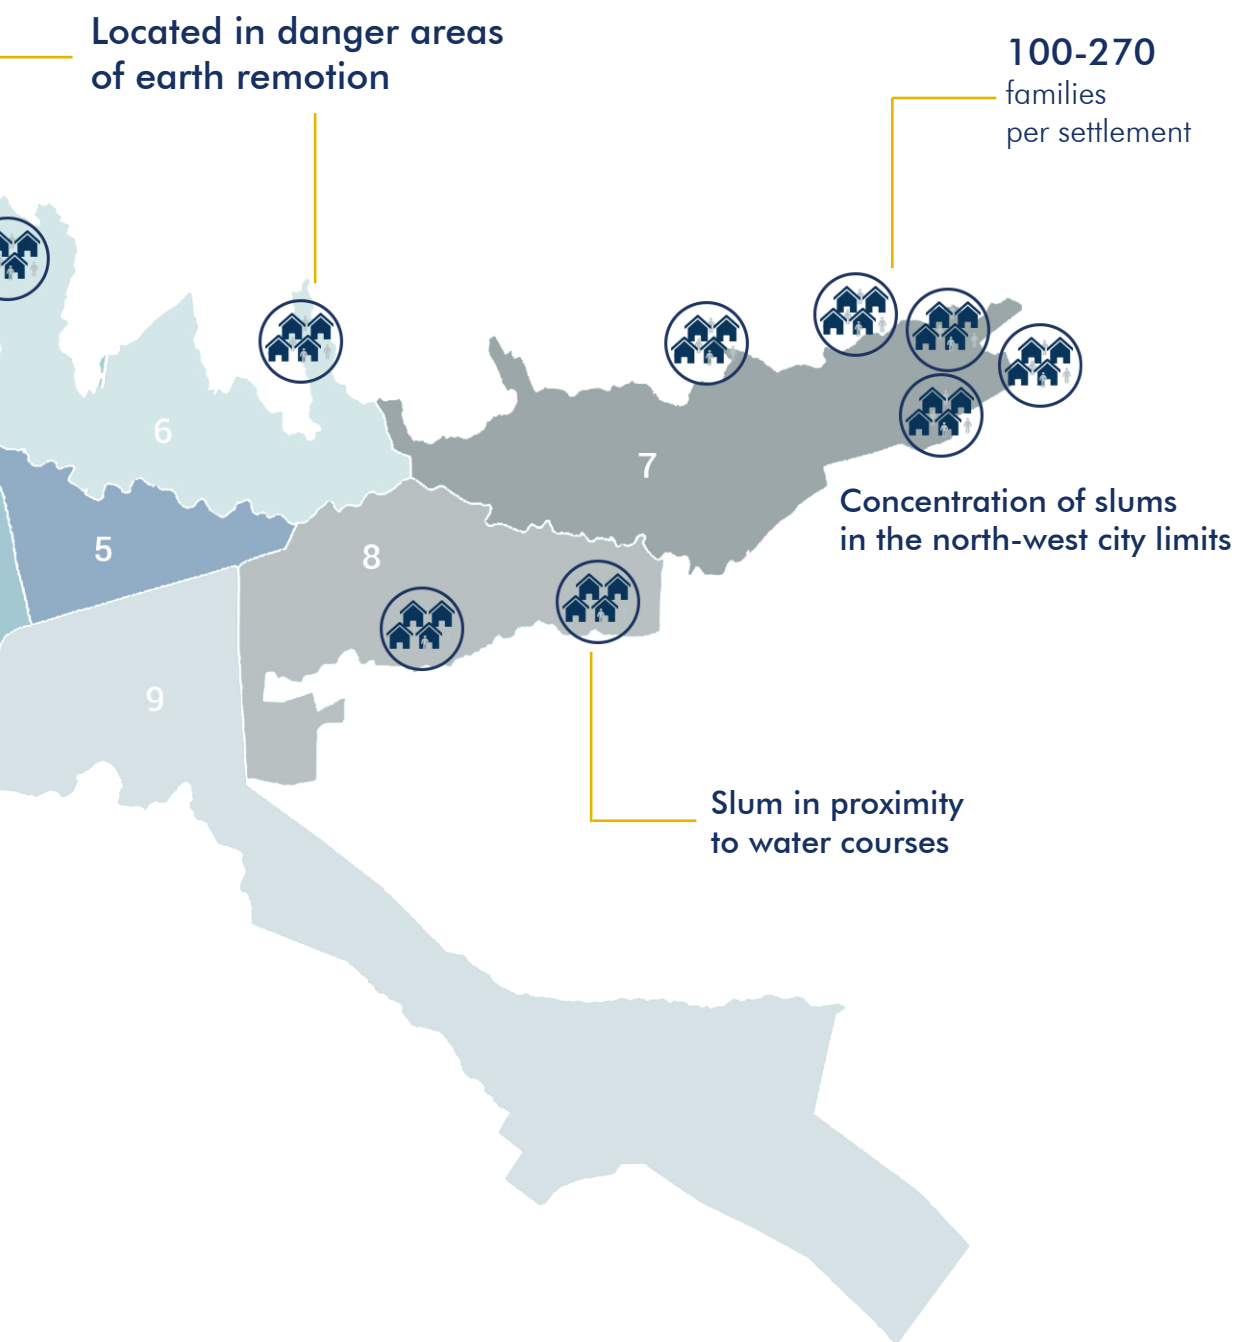 Located in danger areas
of earth remotion
100-270
families
per settlement
6
7
5
8
Concentration of slums
in the north-west city limits
9
Slum in proximity
to water courses